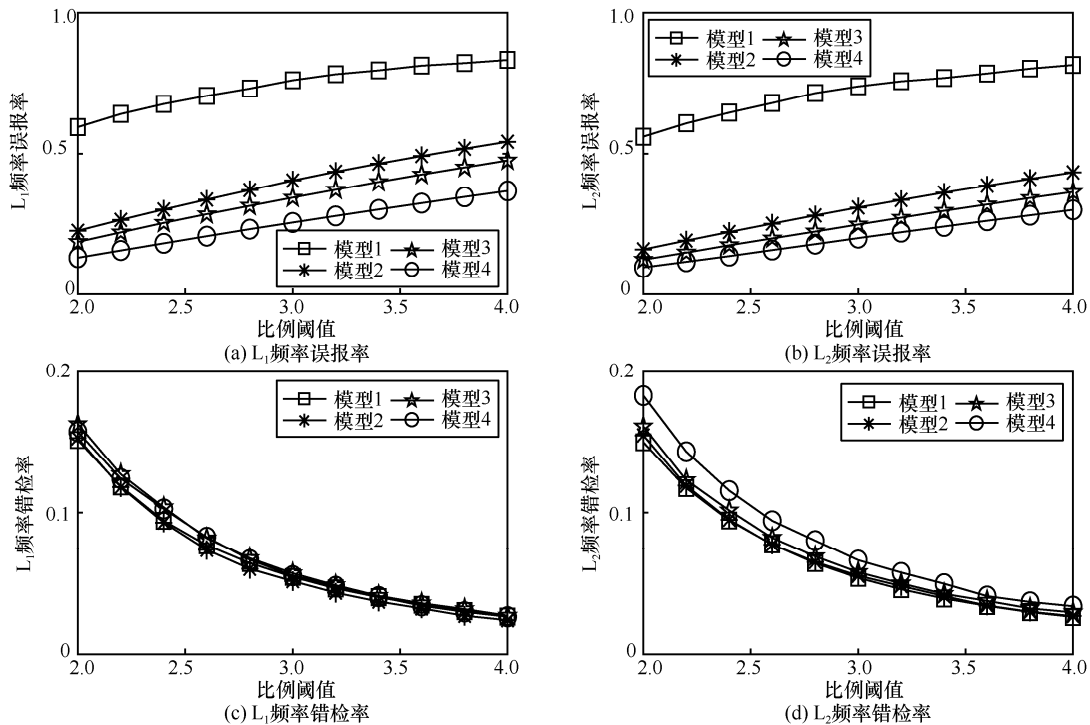 1.0
0.5
0
L₁频率误报率
模型1 模型3
模型2 模型4
2.0 2.5 3.0 3.5 4.0
比例阈值
(a) L₁频率误报率
1.0
0.5
0
L₂频率误报率
模型1 模型3
模型2 模型4
2.0 2.5 3.0 3.5 4.0
比例阈值
(b) L₂频率误报率
0.2
0.1
0
L₁频率错检率
模型1 模型3
模型2 模型4
2.0 2.5 3.0 3.5 4.0
比例阈值
(c) L₁频率错检率
0.2
0.1
0
L₂频率错检率
模型1 模型3
模型2 模型4
2.0 2.5 3.0 3.5 4.0
比例阈值
(d) L₂频率错检率